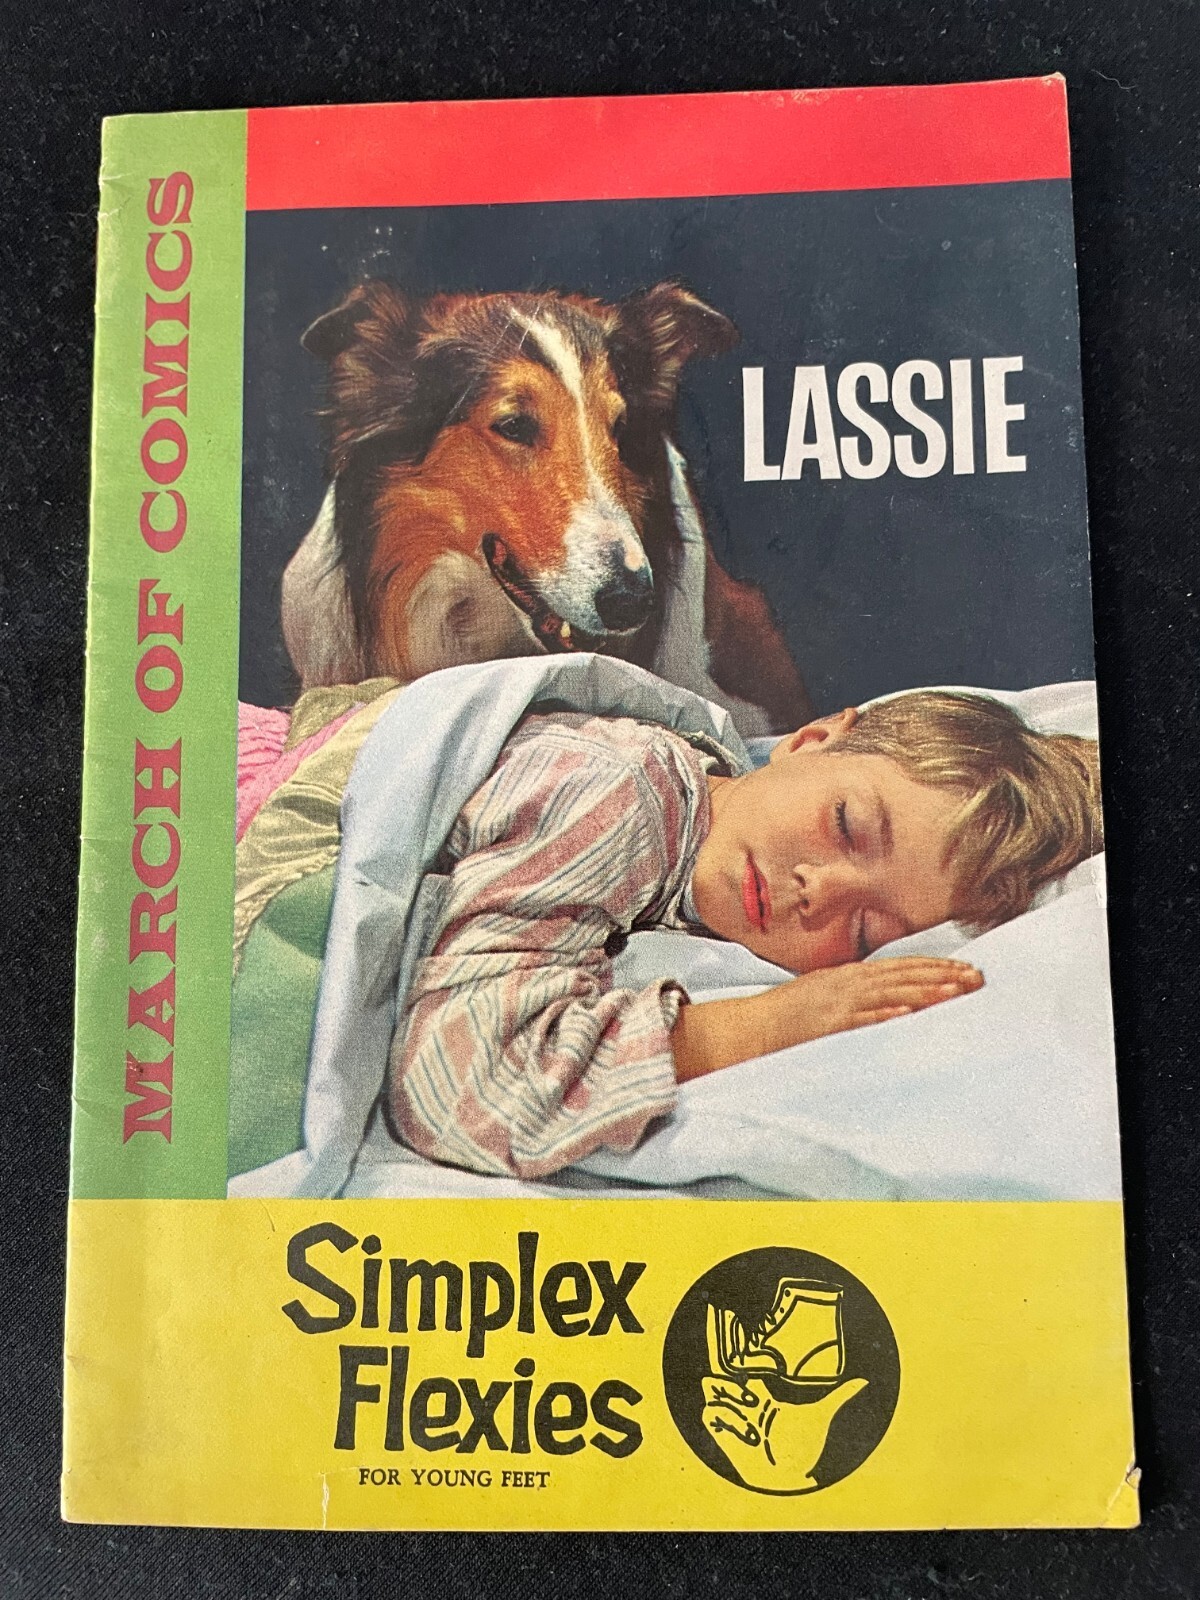 MARCH OF COMICS
LASSIE
Simplex
Flexies
FOR YOUNG FEET